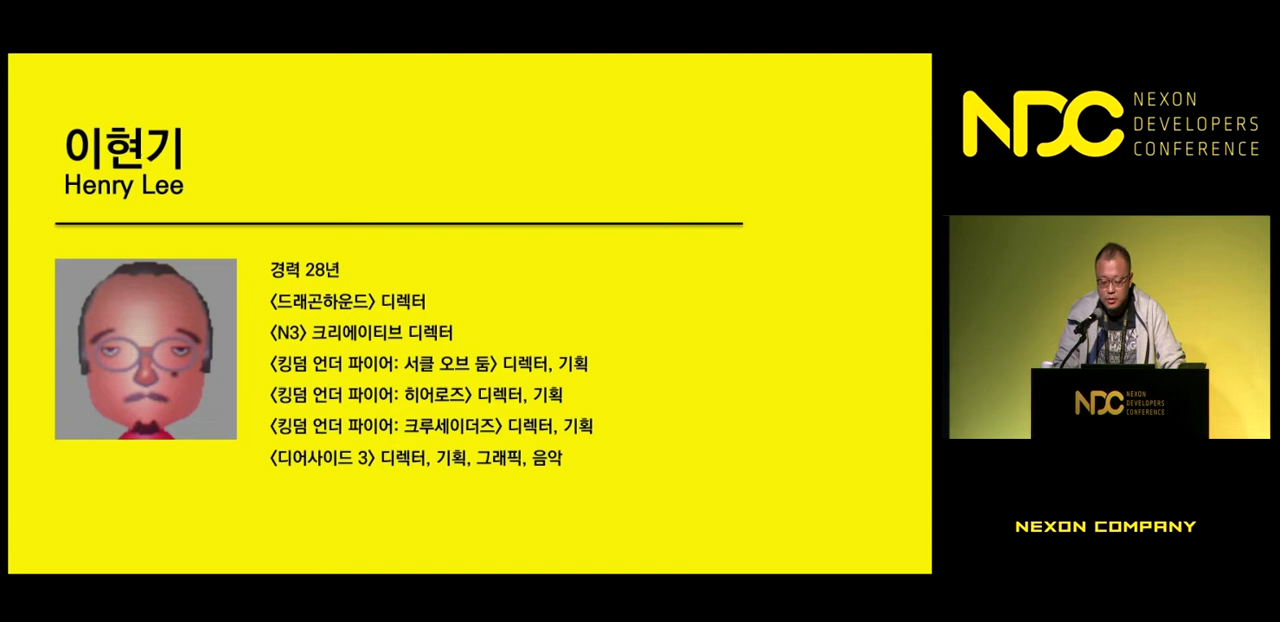 이현기
Henry Lee
경력 28년
〈드래곤하운드〉 디렉터
〈N3〉 크리에이티브 디렉터
〈킹덤 언더 파이어: 서클 오브 둠〉 디렉터, 기획
〈킹덤 언더 파이어: 히어로즈〉 디렉터, 기획
〈킹덤 언더 파이어: 크루세이더즈〉 디렉터, 기획
〈디어사이드 3〉 디렉터, 기획, 그래픽, 음악
NDC
NEXON
DEVELOPERS
CONFERENCE
NDC
NEXON
DEVELOPERS
CONFERENCE
NEXON COMPANY